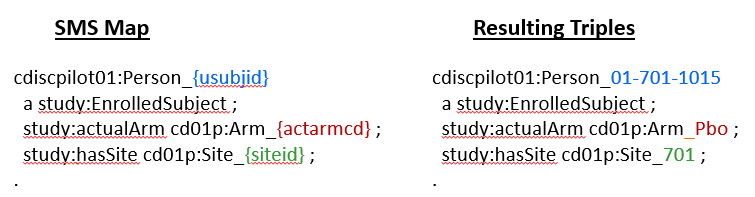 SMS Map
cdiscpilot01:Person_{usubjid}
a study:EnrolledSubject ;
study:actualArm cd01p:Arm_{actarmcd} ;
study:hasSite cd01p:Site_{siteid} ;
.
Resulting Triples
cdiscpilot01:Person_01-701-1015
a study:EnrolledSubject ;
study:actualArm cd01p:Arm_Pbo ;
study:hasSite cd01p:Site_701 ;
.